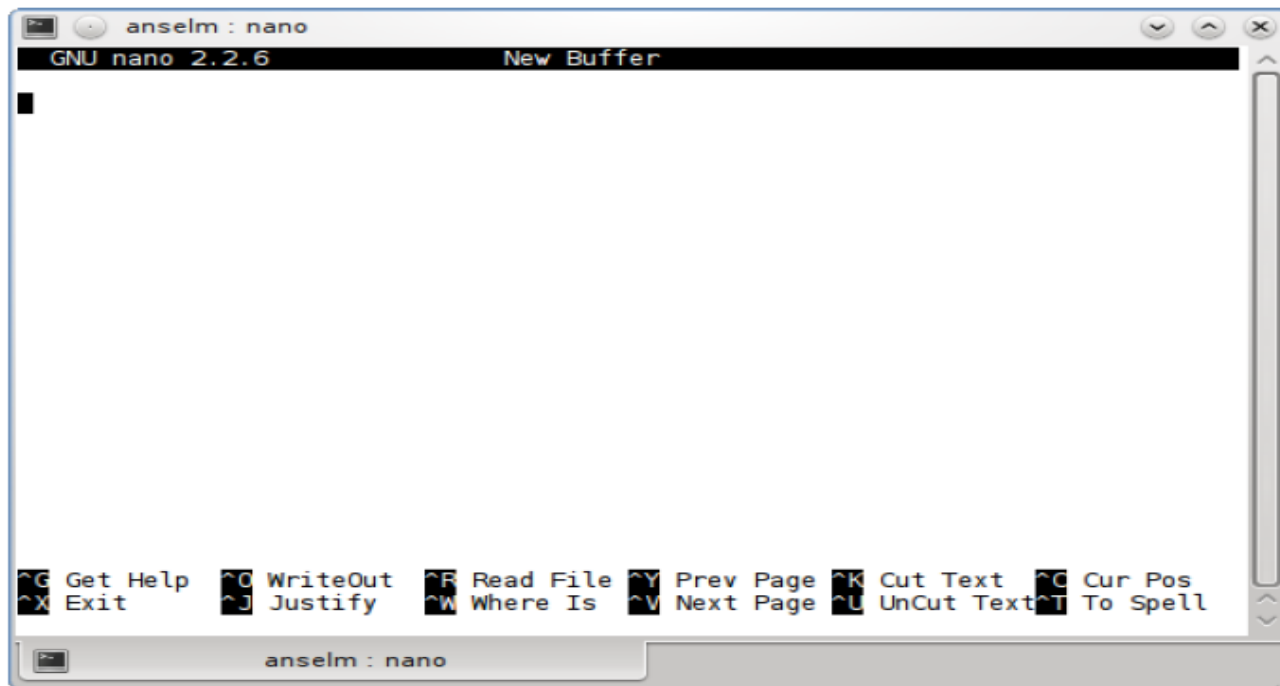 anselm : nano
GNU nano 2.2.6 New Buffer
^G Get Help ^O WriteOut ^R Read File ^Y Prev Page ^K Cut Text ^C Cur Pos
^X Exit ^J Justify ^W Where Is ^V Next Page ^U UnCut Text ^T To Spell
anselm : nano